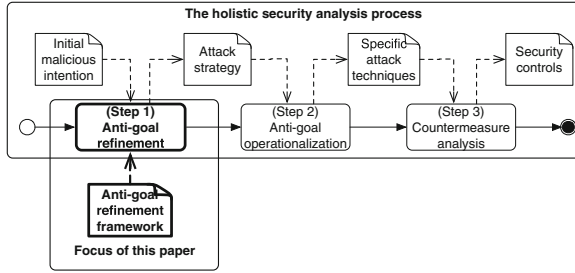 The holistic security analysis process
Initial
malicious
intention
Attack
strategy
Specific
attack
techniques
Security
controls
(Step 1)
Anti-goal
refinement
(Step 2)
Anti-goal
operationalization
(Step 3)
Countermeasure
analysis
Anti-goal
refinement
framework
Focus of this paper